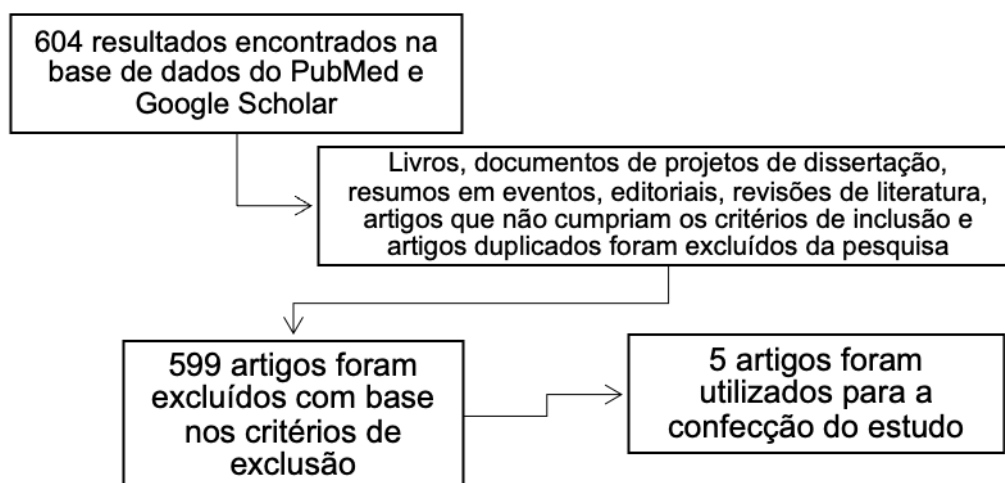 604 resultados encontrados na
base de dados do PubMed e
Google Scholar
Livros, documentos de projetos de dissertação,
resumos em eventos, editoriais, revisões de literatura,
artigos que não cumpriam os critérios de inclusão e
artigos duplicados foram excluídos da pesquisa
599 artigos foram
excluídos com base
nos critérios de
exclusão
5 artigos foram
utilizados para a
confecção do estudo